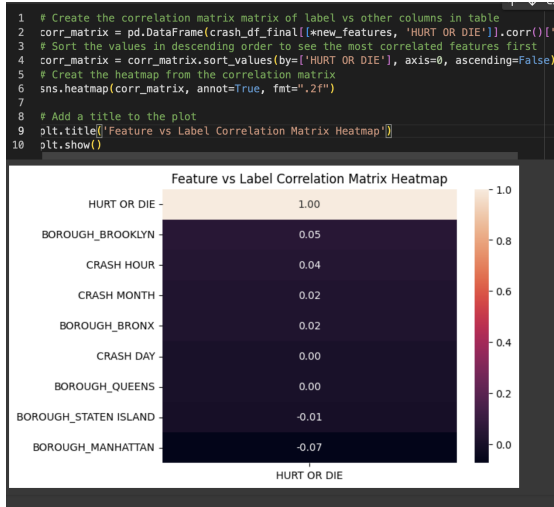 1 # Create the correlation matrix matrix of label vs other columns in table
2 corr_matrix = pd.DataFrame(crash_df_final[[*new_features, 'HURT OR DIE']].corr()['
3 # Sort the values in descending order to see the most correlated features first
4 corr_matrix = corr_matrix.sort_values(by=['HURT OR DIE'], axis=0, ascending=False)
5 # Creat the heatmap from the correlation matrix
6 sns.heatmap(corr_matrix, annot=True, fmt=".2f")
7
8 # Add a title to the plot
9 plt.title('Feature vs Label Correlation Matrix Heatmap')
10 plt.show()
Feature vs Label Correlation Matrix Heatmap
HURT OR DIE 1.00 1.0
BOROUGH_BROOKLYN 0.05 0.8
CRASH HOUR 0.04
CRASH MONTH 0.02 0.6
BOROUGH_BRONX 0.02
CRASH DAY 0.00 0.4
BOROUGH_QUEENS 0.00 0.2
BOROUGH_STATEN ISLAND -0.01
BOROUGH_MANHATTAN -0.07 0.0
HURT OR DIE